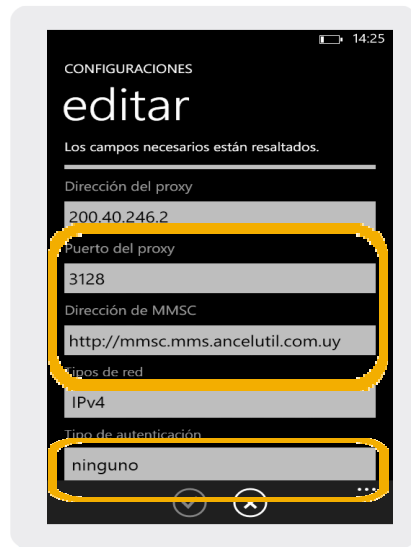 14:25
CONFIGURACIONES
editar
Los campos necesarios están resaltados.
Dirección del proxy
200.40.246.2
Puerto del proxy
3128
Dirección de MMSC
http://mmsc.mms.ancelutil.com.uy
Tipos de red
IPv4
Tipo de autenticación
ninguno